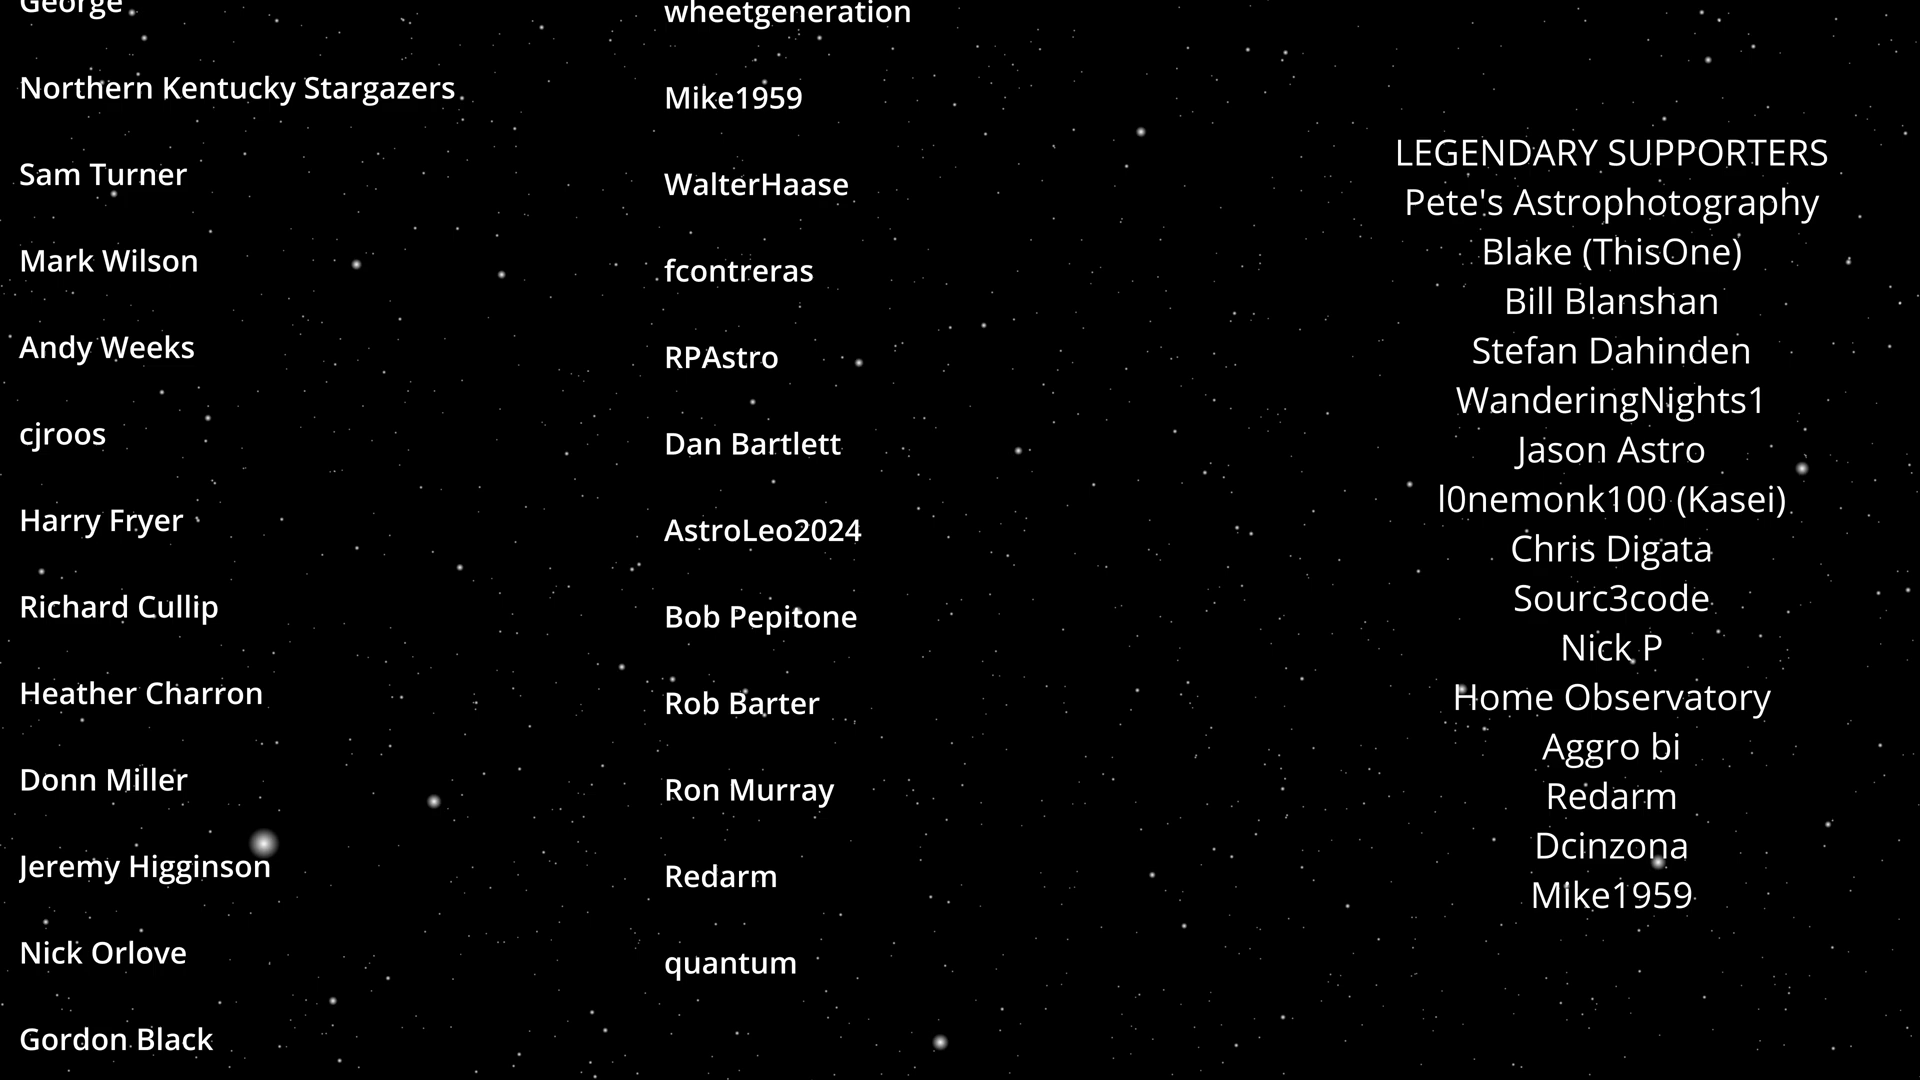 George
Northern Kentucky Stargazers
Sam Turner
Mark Wilson
Andy Weeks
cjroos
Harry Fryer
Richard Cullip
Heather Charron
Donn Miller
Jeremy Higginson
Nick Orlove
Gordon Black
wheetgeneration
Mike1959
WalterHaase
fcontreras
RPAstro
Dan Bartlett
AstroLeo2024
Bob Pepitone
Rob Barter
Ron Murray
Redarm
quantum
LEGENDARY SUPPORTERS
Pete's Astrophotography
Blake (ThisOne)
Bill Blanshan
Stefan Dahinden
WanderingNights1
Jason Astro
l0nemonk100 (Kasei)
Chris Digata
Sourc3code
Nick P
Home Observatory
Aggro bi
Redarm
Dcinzona
Mike1959